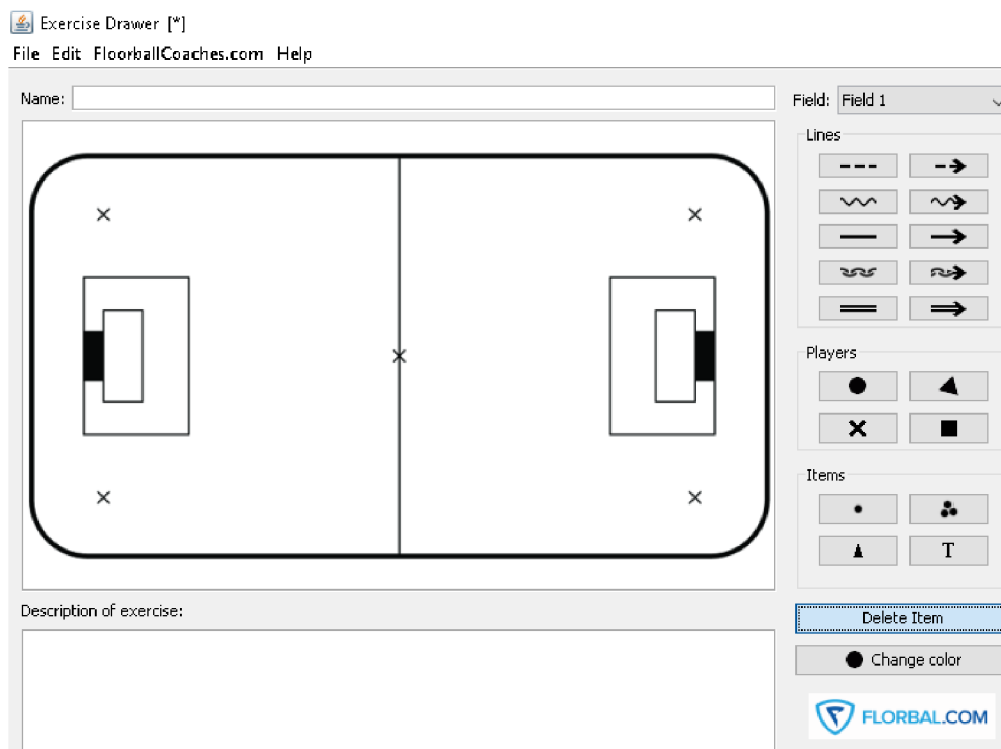 Exercise Drawer [*]
File Edit FloorballCoaches.com Help
Name:
Field: Field 1
Lines
Players
Items
T
Description of exercise:
Delete Item
Change color
FLORBAL.COM